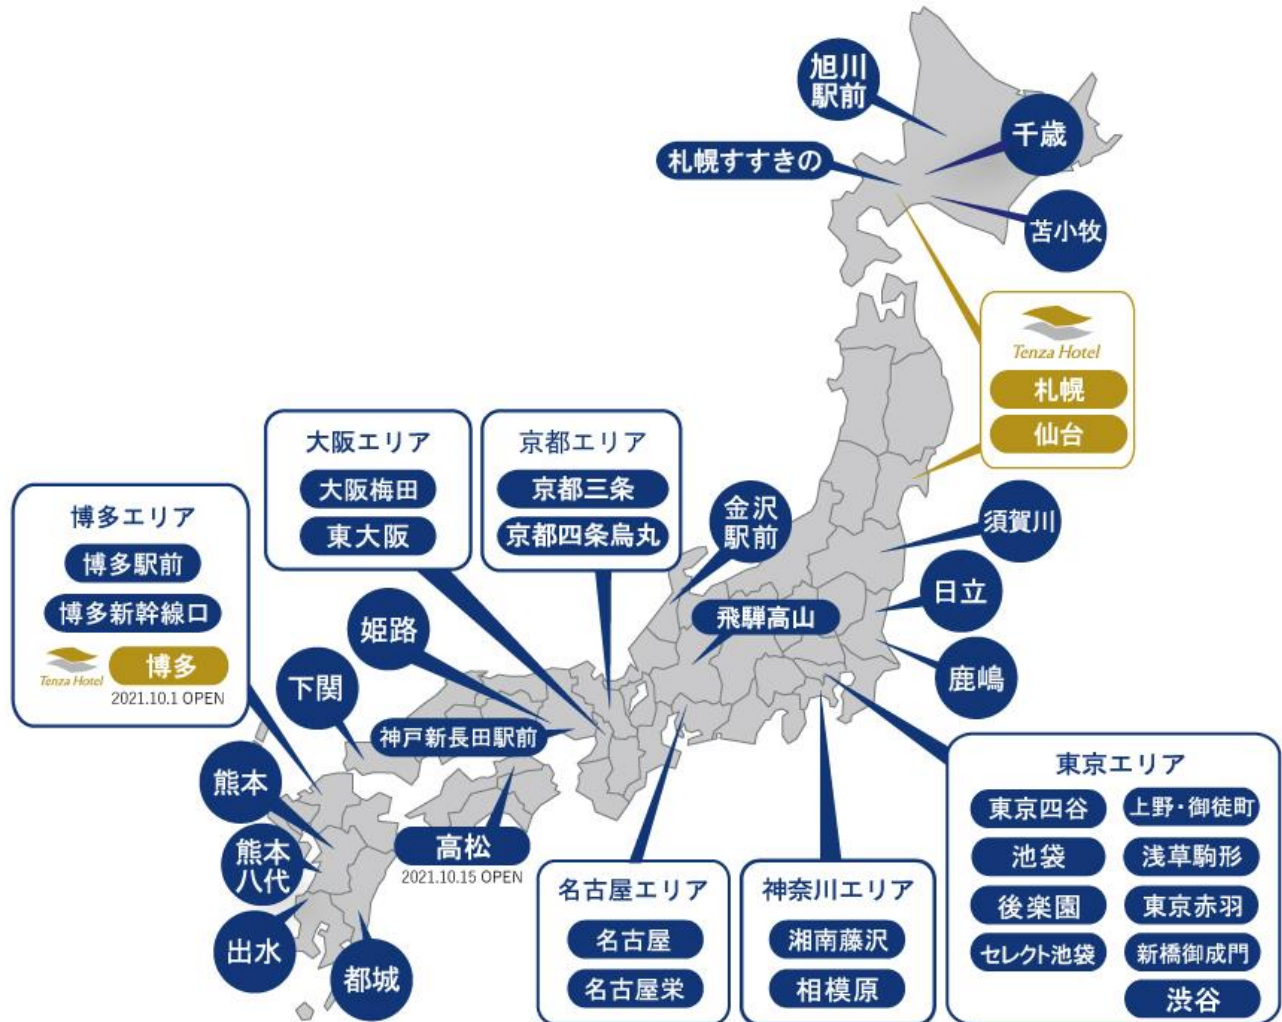 旭川
駅前
千歳
札幌すすきの
苫小牧
Tenza Hotel
札幌
仙台
大阪エリア
大阪梅田
東大阪
京都エリア
京都三条
京都四条烏丸
博多エリア
博多駅前
博多新幹線口
Tenza Hotel
博多
2021.10.1 OPEN
金沢
駅前
須賀川
日立
飛騨高山
鹿嶋
姫路
下関
神戸新長田駅前
熊本
高松
2021.10.15 OPEN
熊本
八代
出水
都城
名古屋エリア
名古屋
名古屋栄
神奈川エリア
湘南藤沢
相模原
東京エリア
東京四谷
上野・御徒町
池袋
浅草駒形
後楽園
東京赤羽
セレクト池袋
新橋御成門
渋谷